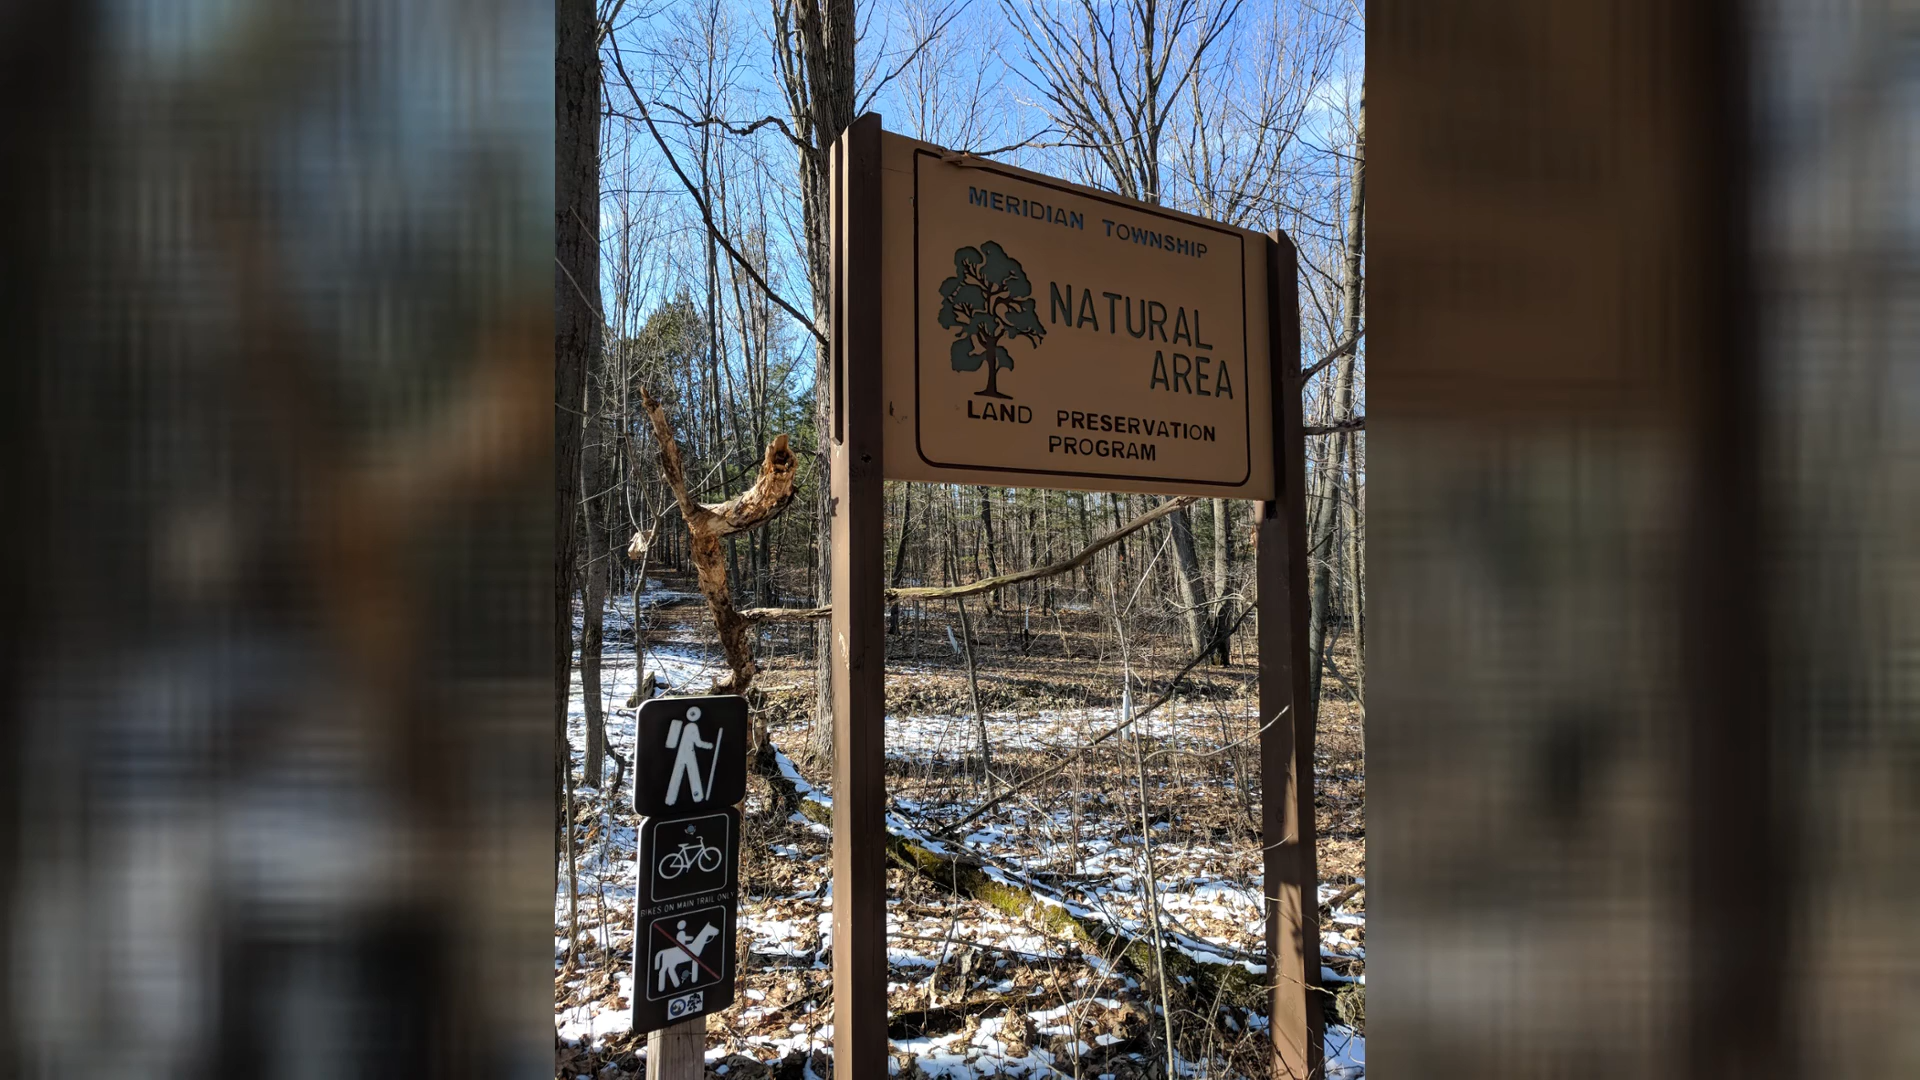 MERIDIAN TOWNSHIP
NATURAL
AREA
LAND PRESERVATION
PROGRAM
BIKES ON MAIN TRAIL ONLY